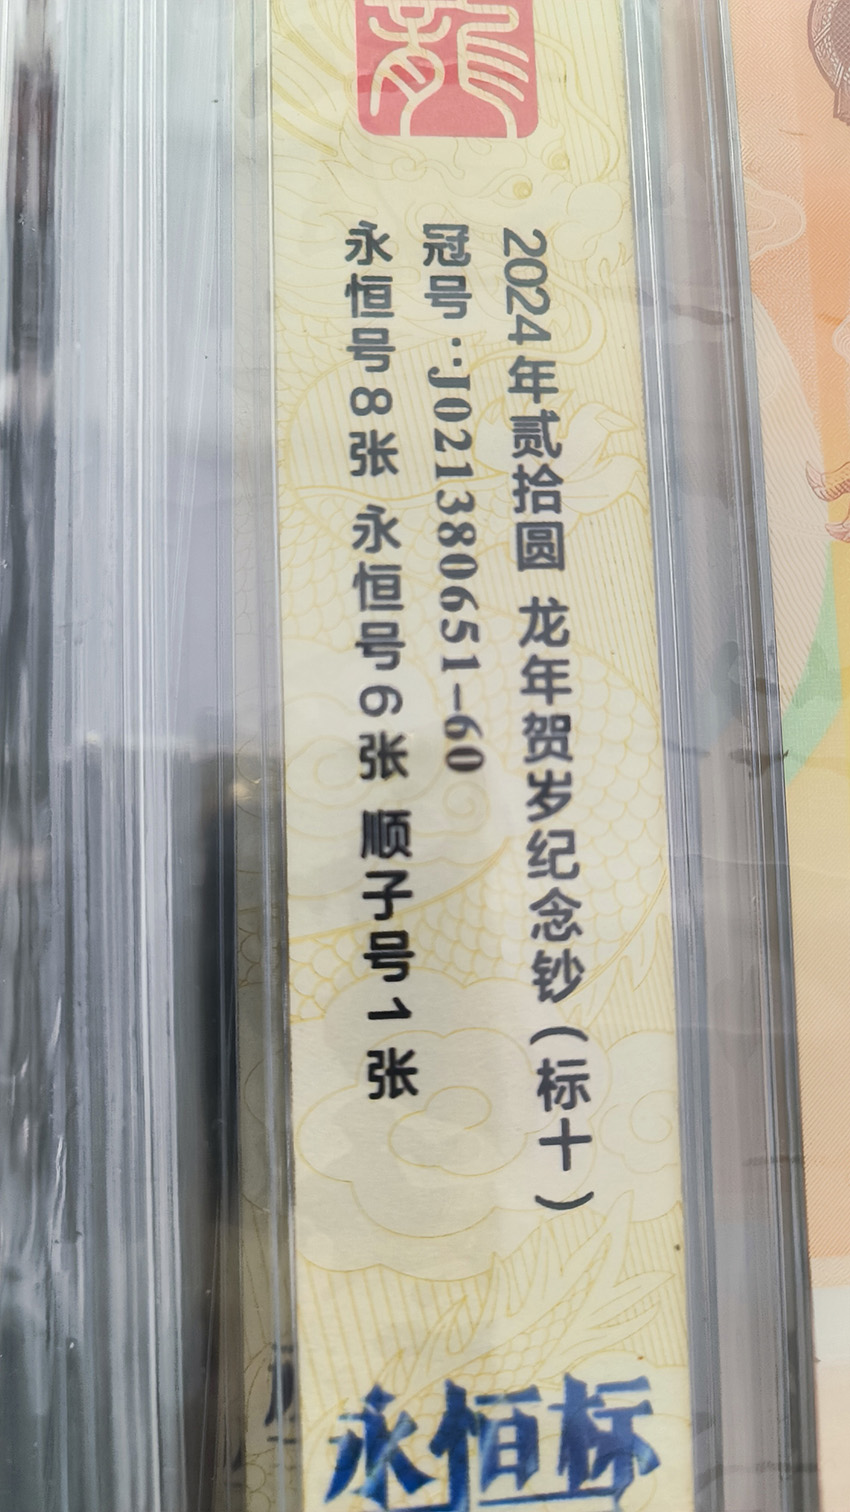 龍
2024年贰拾圆 龙年贺岁纪念钞（标十）
冠号：J021380651-60
永恒号8张 永恒号6张 顺子号1张
永恒标